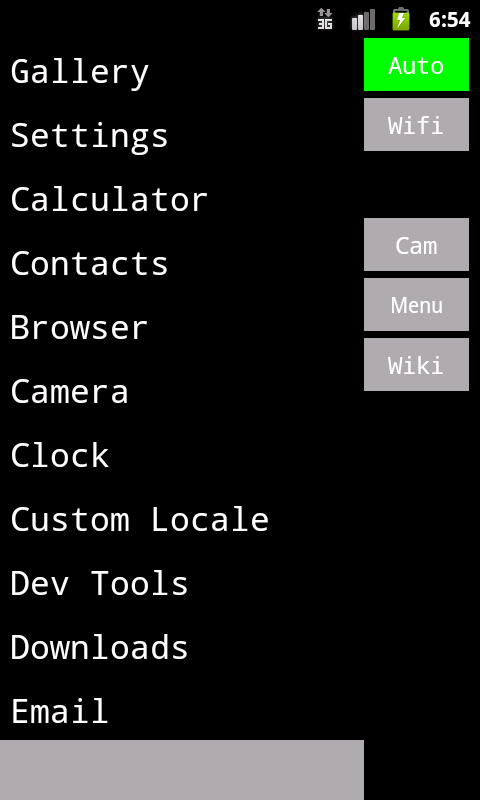 3G 6:54
Gallery
Auto
Settings
Wifi
Calculator
Contacts
Cam
Browser
Menu
Camera
Wiki
Clock
Custom Locale
Dev Tools
Downloads
Email